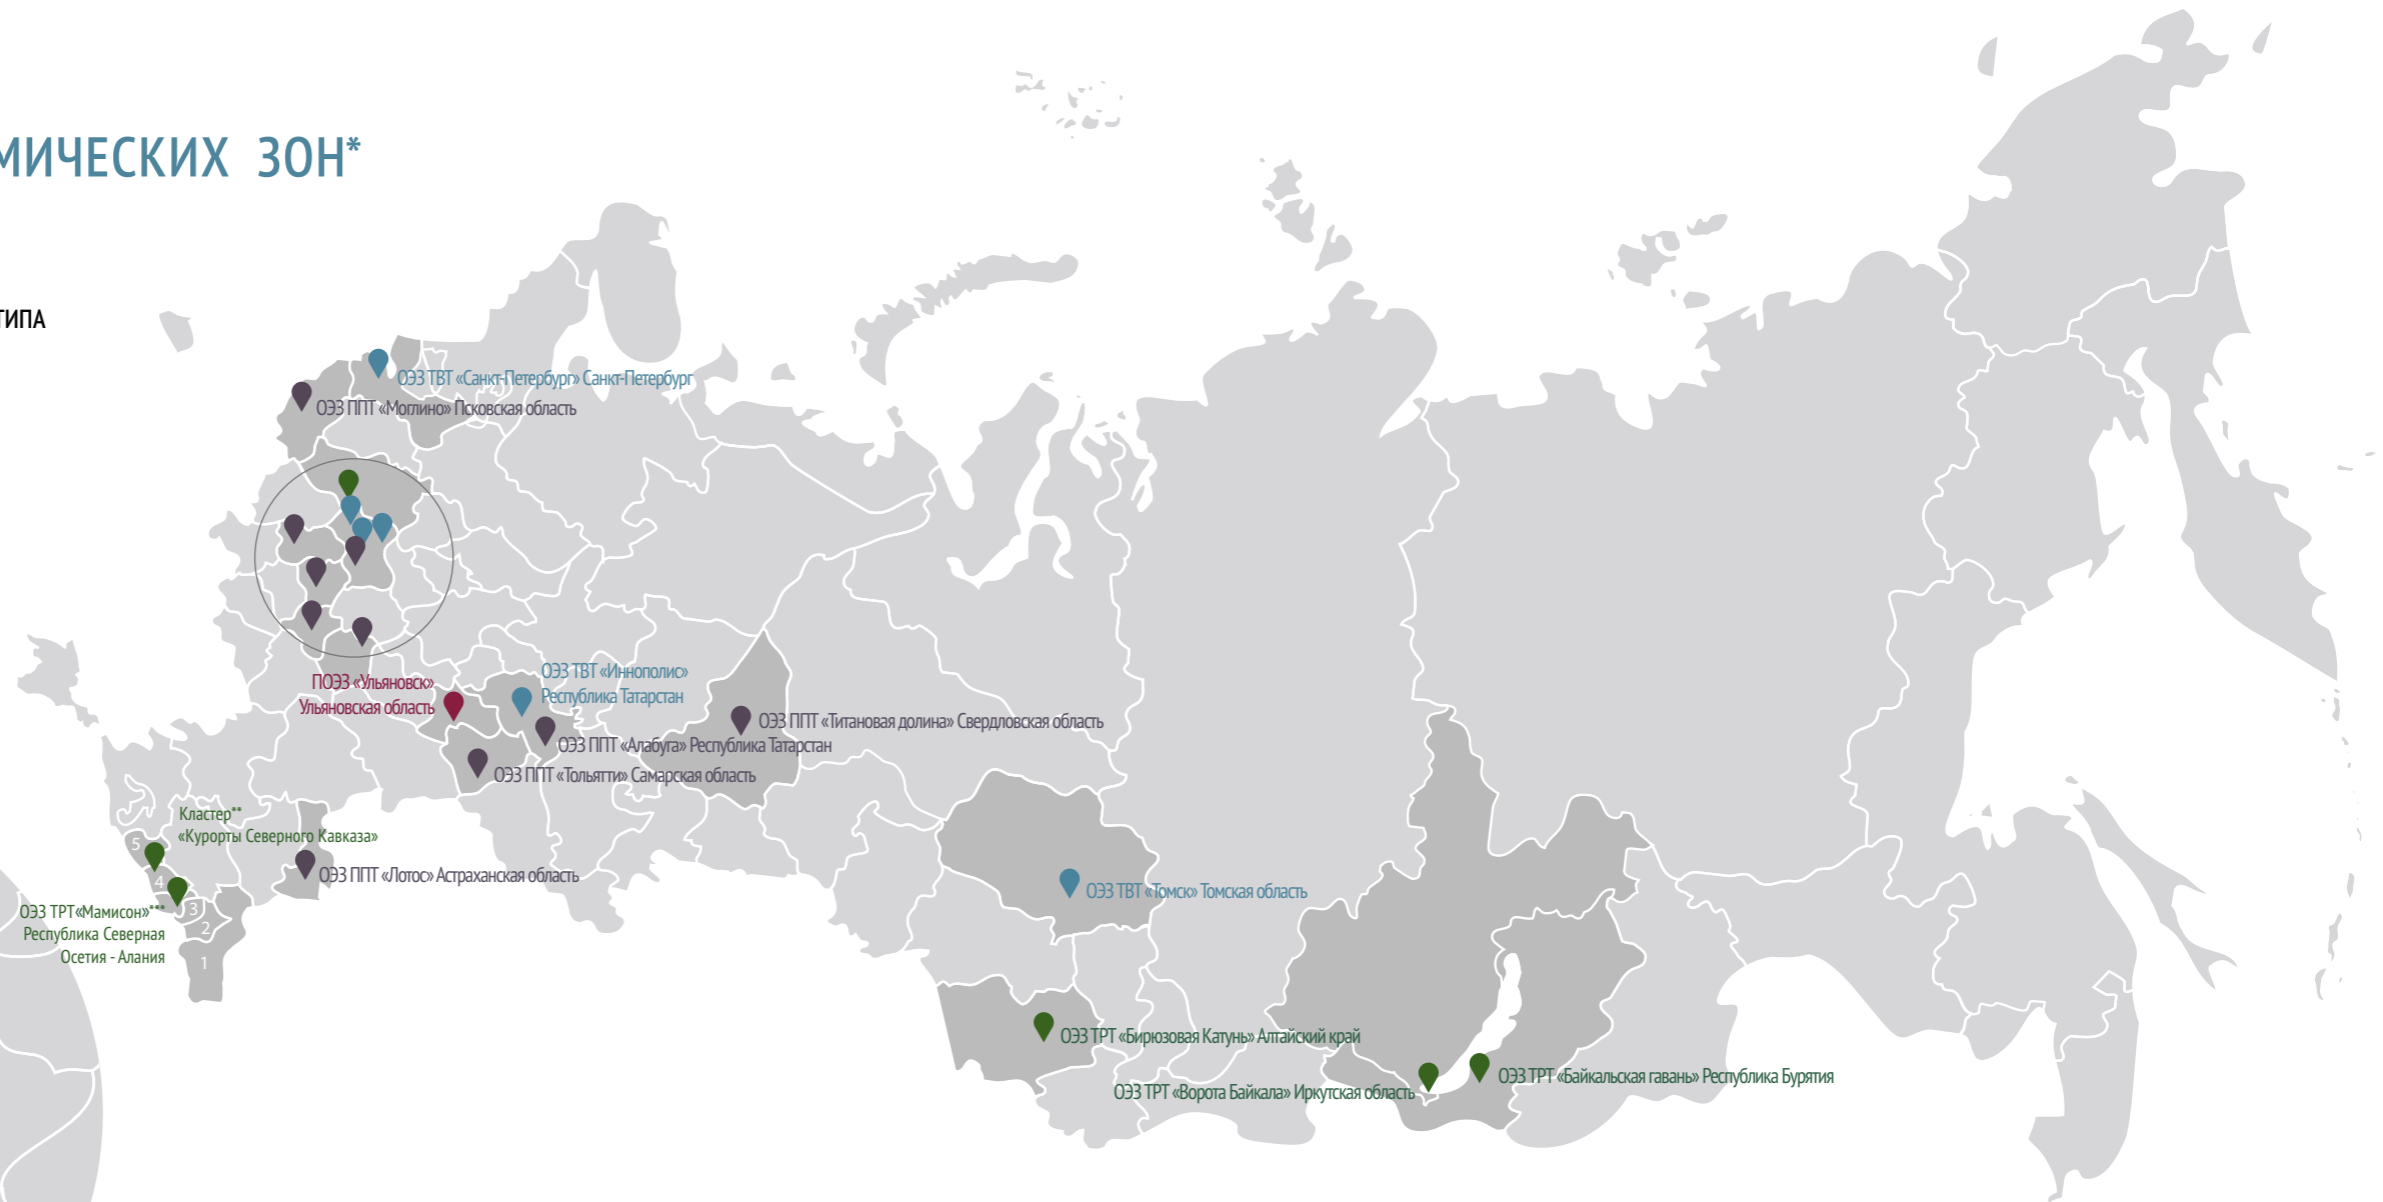 МИЧЕСКИХ ЗОН*
ТИПА
ОЭЗ ТВТ «Санкт-Петербург» Санкт-Петербург
ОЭЗ ППТ «Моглино» Псковская область
ОЭЗ ТВТ «Иннополис»
Республика Татарстан
ПОЭЗ «Ульяновск»
Ульяновская область
ОЭЗ ППТ «Титановая долина» Свердловская область
ОЭЗ ППТ «Алабуга» Республика Татарстан
ОЭЗ ППТ «Тольятти» Самарская область
Кластер**
«Курорты Северного Кавказа»
5
4
ОЭЗ ППТ «Лотос» Астраханская область
ОЭЗ ТВТ «Томск» Томская область
ОЭЗ ТРТ«Мамисон»***
Республика Северная
Осетия - Алания
3
2
1
ОЭЗ ТРТ «Бирюзовая Катунь» Алтайский край
ОЭЗ ТРТ «Байкальская гавань» Республика Бурятия
ОЭЗ ТРТ «Ворота Байкала» Иркутская область